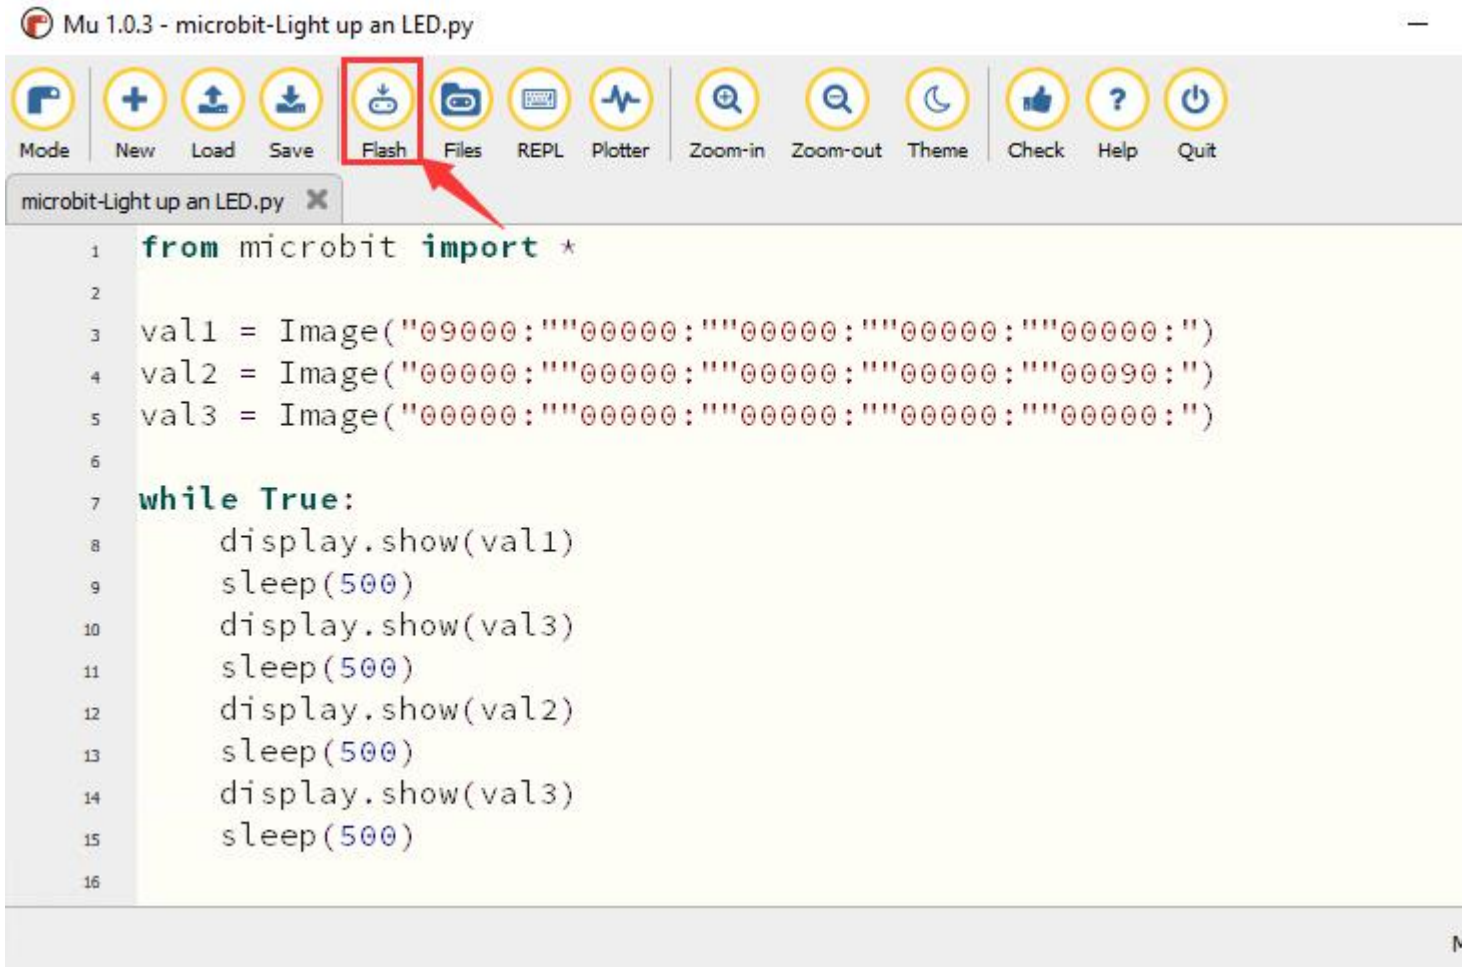 Mu 1.0.3 - microbit-Light up an LED.py
Mode New Load Save Flash Files REPL Plotter Zoom-in Zoom-out Theme Check Help Quit
microbit-Light up an LED.py
1 from microbit import *
2
3 val1 = Image("09000:""00000:""00000:""00000:""00000:")
4 val2 = Image("00000:""00000:""00000:""00000:""00090:")
5 val3 = Image("00000:""00000:""00000:""00000:""00000:")
6
7 while True:
8 display.show(val1)
9 sleep(500)
10 display.show(val3)
11 sleep(500)
12 display.show(val2)
13 sleep(500)
14 display.show(val3)
15 sleep(500)
16